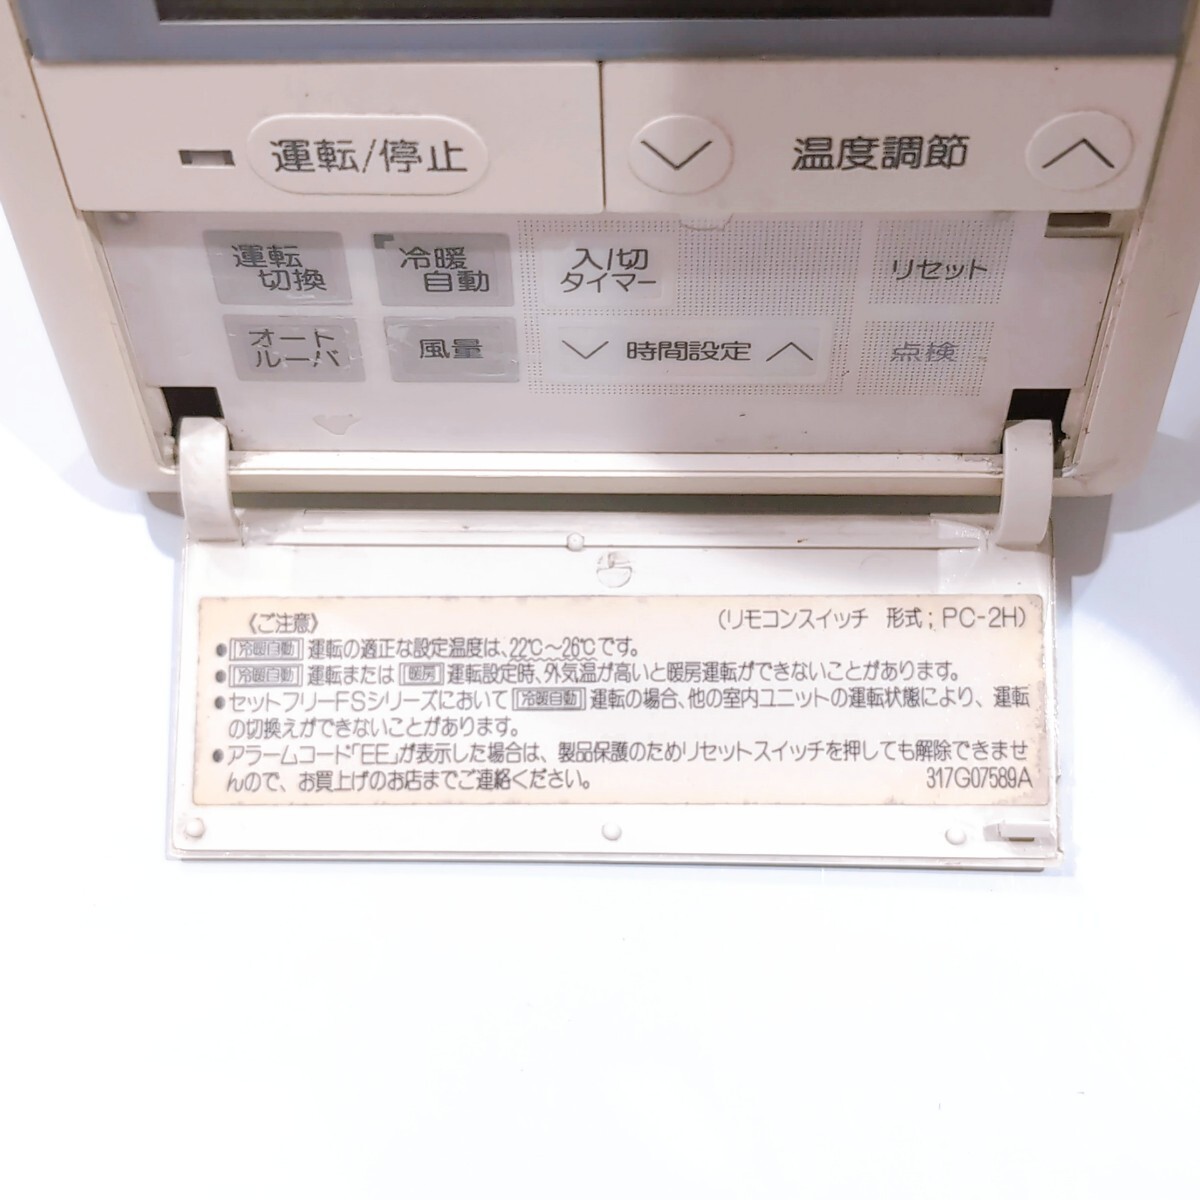 運転/停止
温度調節
運転
切換
冷暖
自動
入/切
タイマー
リセット
オート
ルーバ
風量
時間設定
点検
《ご注意》
(リモコンスイッチ 形式;PC-2H)
●冷暖自動 運転の適正な設定温度は、22℃〜26℃です。
●冷暖自動 運転または 暖房 運転設定時、外気温が高いと暖房運転ができないことがあります。
●セットフリーFSシリーズにおいて 冷暖自動 運転の場合、他の室内ユニットの運転状態により、運転
の切換えができないことがあります。
●アラームコード「EE」が表示した場合は、製品保護のためリセットスイッチを押しても解除できませ
んので、お買上げのお店までご連絡ください。
317G07589A